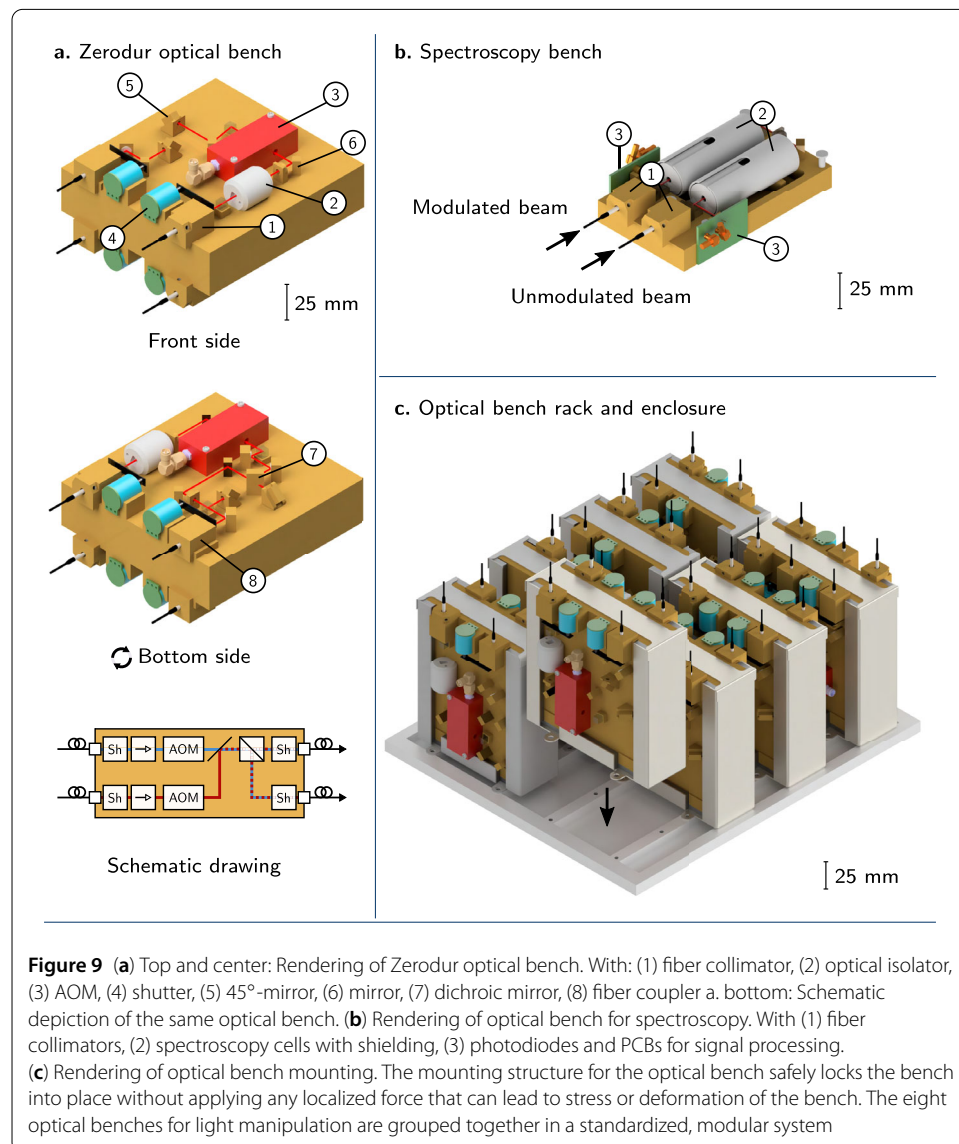 a. Zerodur optical bench
5
3
6
2
4
1
25 mm
Front side
7
8
Bottom side
Sh
AOM
Sh
Sh
AOM
Sh
Schematic drawing
b. Spectroscopy bench
2
3
1
Modulated beam
3
Unmodulated beam
25 mm
c. Optical bench rack and enclosure
25 mm
Figure 9 (a) Top and center: Rendering of Zerodur optical bench. With: (1) fiber collimator, (2) optical isolator,
(3) AOM, (4) shutter, (5) 45°-mirror, (6) mirror, (7) dichroic mirror, (8) fiber coupler a. bottom: Schematic
depiction of the same optical bench. (b) Rendering of optical bench for spectroscopy. With (1) fiber
collimators, (2) spectroscopy cells with shielding, (3) photodiodes and PCBs for signal processing.
(c) Rendering of optical bench mounting. The mounting structure for the optical bench safely locks the bench
into place without applying any localized force that can lead to stress or deformation of the bench. The eight
optical benches for light manipulation are grouped together in a standardized, modular system